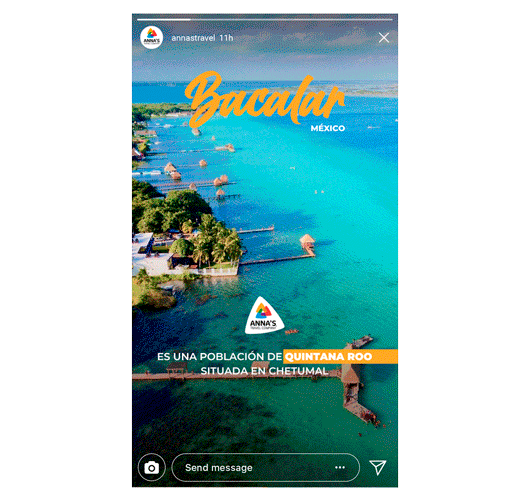 ANNA'S
annastravel 11h
Bacalar
MÉXICO
ANNA'S
TRAVEL COMPANY
ES UNA POBLACIÓN DE QUINTANA ROO
SITUADA EN CHETUMAL
Send message